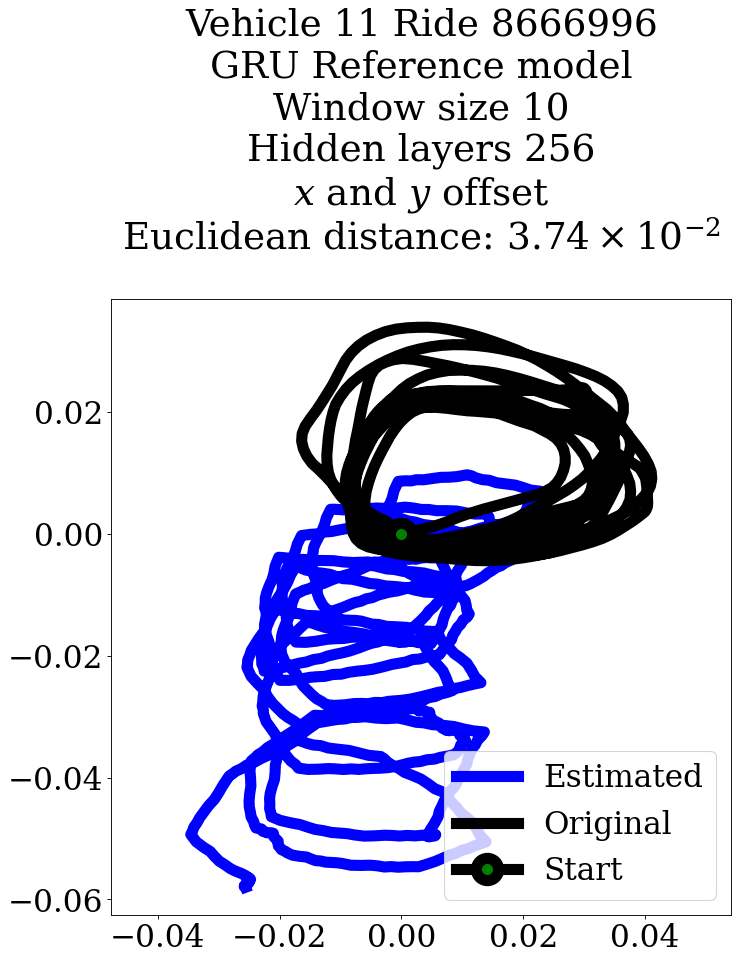 Vehicle 11 Ride 8666996
GRU Reference model
Window size 10
Hidden layers 256
x and y offset
Euclidean distance: 3.74 × 10⁻²
0.02
0.00
−0.02
−0.04
−0.06
Estimated
Original
Start
−0.04 −0.02 0.00 0.02 0.04